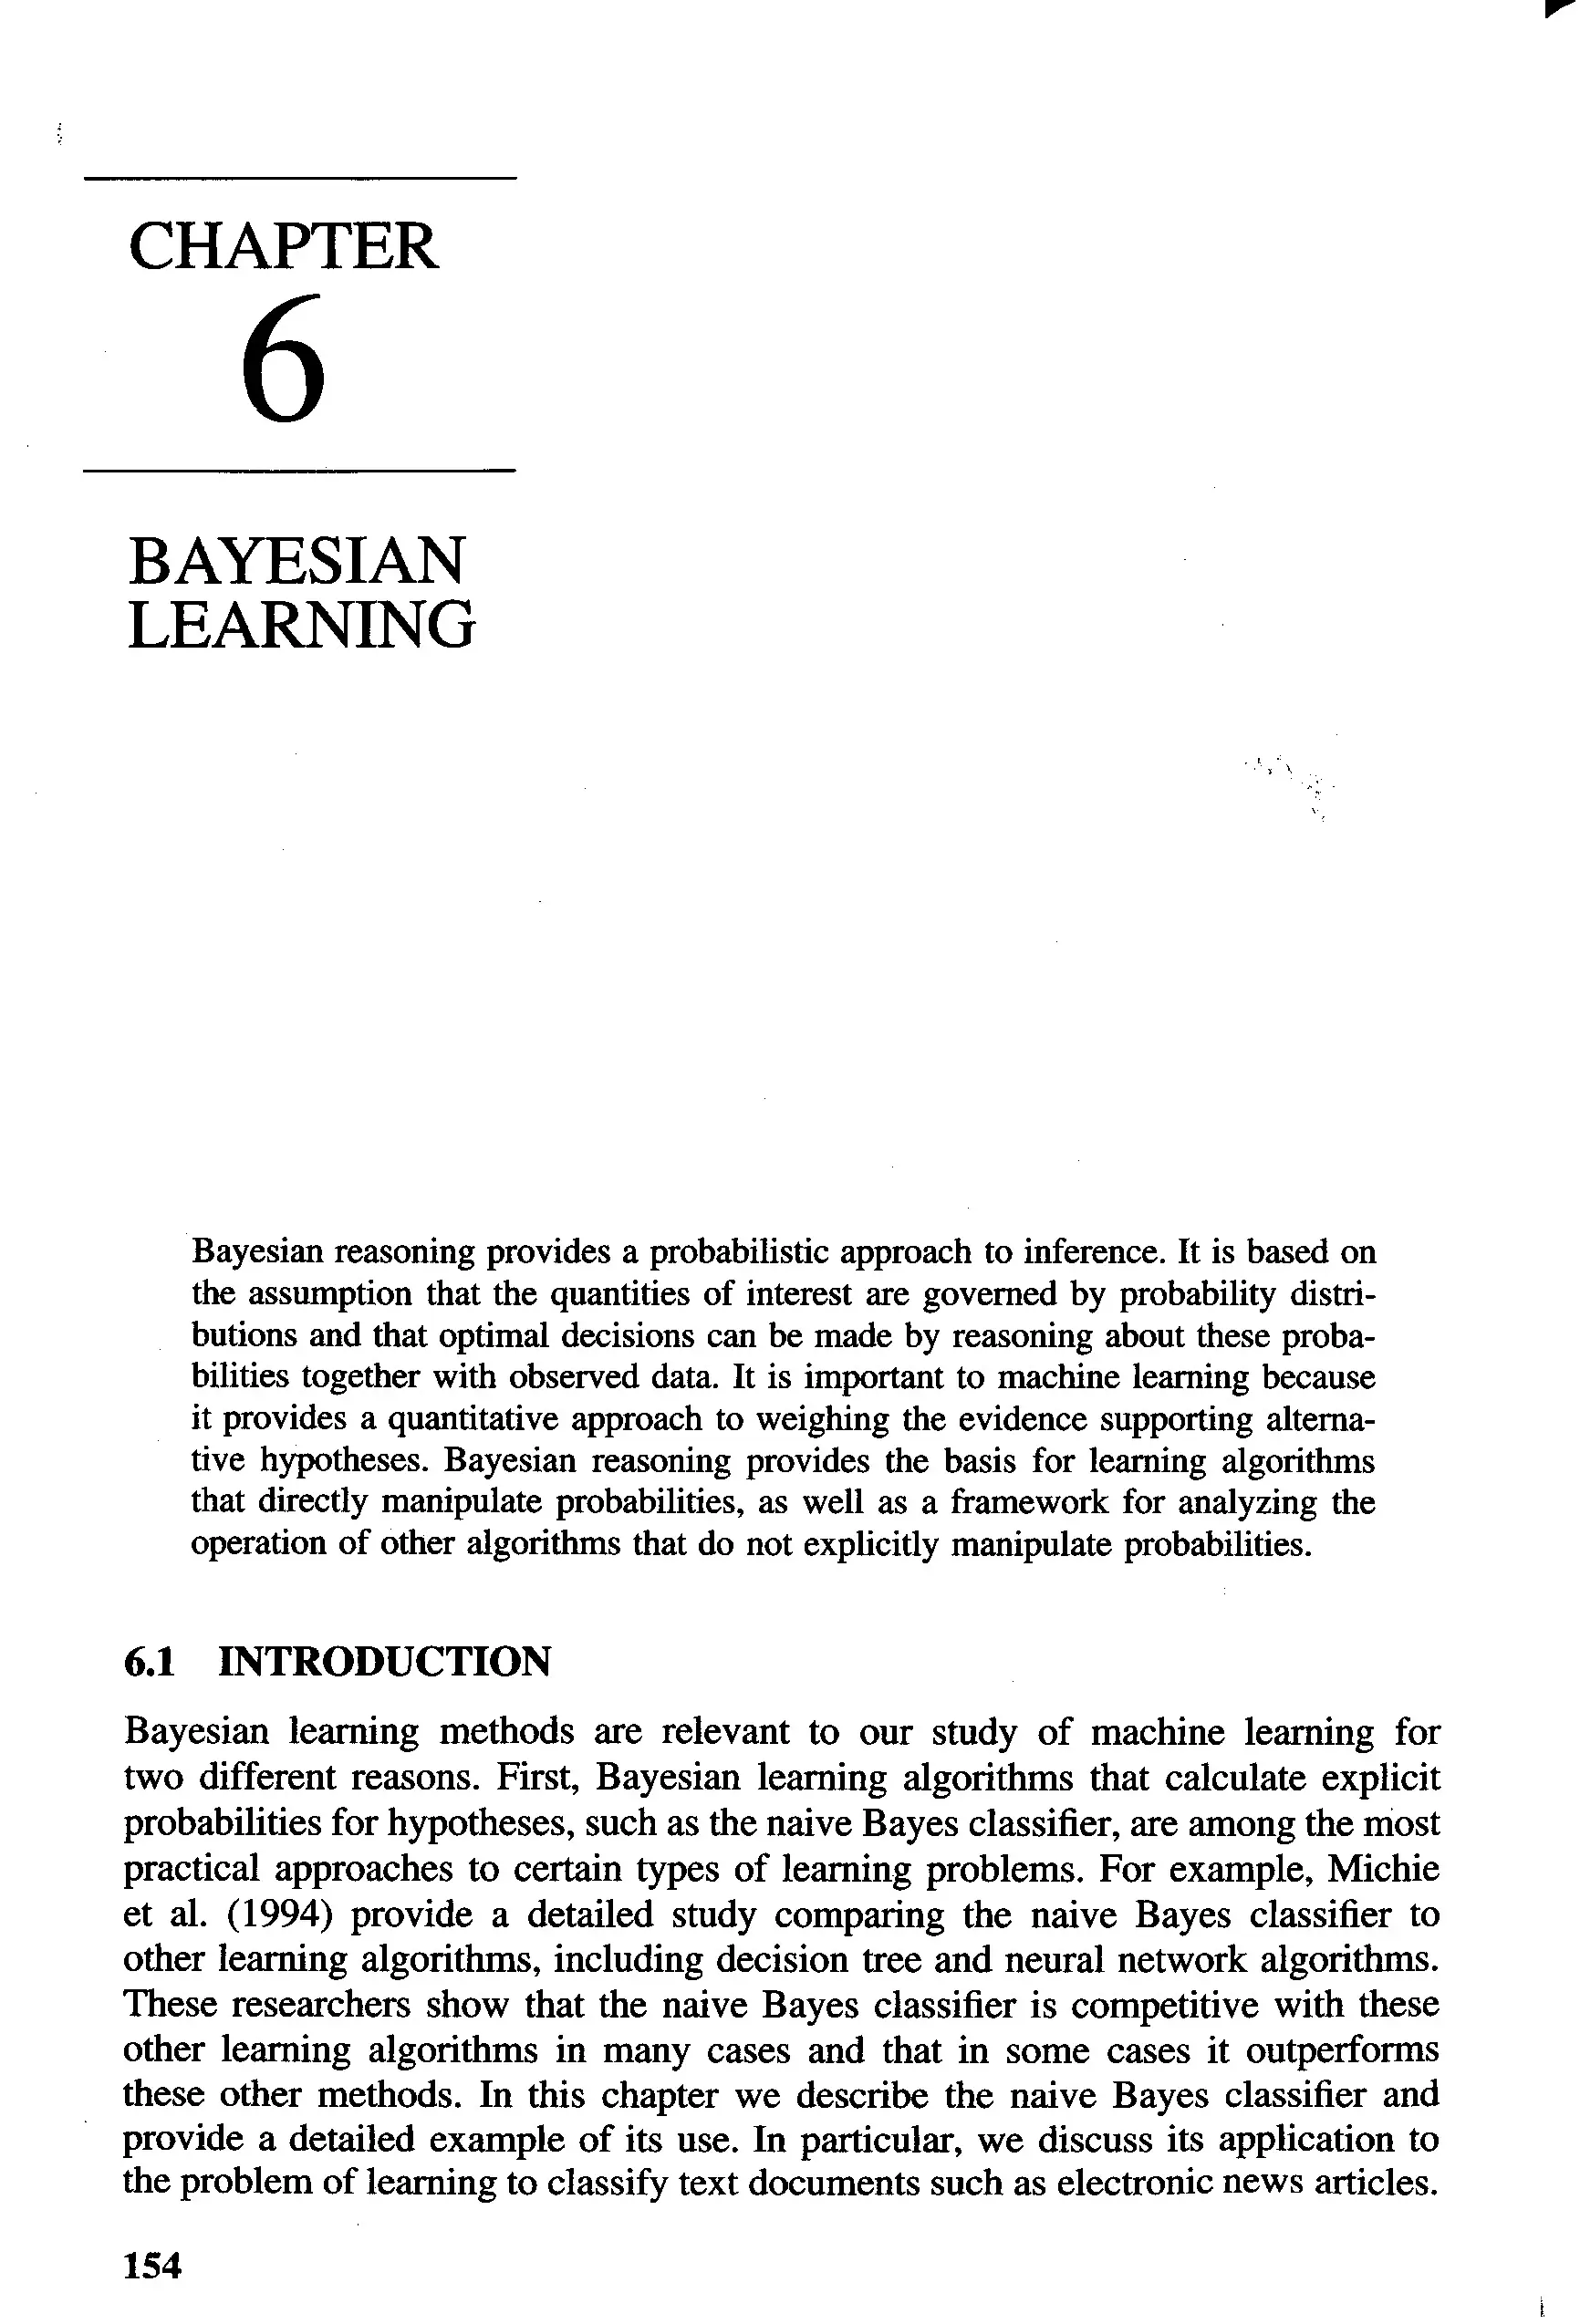 CHAPTER
6
BAYESIAN
LEARNING
Bayesian reasoning provides a probabilistic approach to inference. It is based on
the assumption that the quantities of interest are governed by probability distri-
butions and that optimal decisions can be made by reasoning about these proba-
bilities together with observed data. It is important to machine learning because
it provides a quantitative approach to weighing the evidence supporting alterna-
tive hypotheses. Bayesian reasoning provides the basis for learning algorithms
that directly manipulate probabilities, as well as a framework for analyzing the
operation of other algorithms that do not explicitly manipulate probabilities.
6.1 INTRODUCTION
Bayesian learning methods are relevant to our study of machine learning for
two different reasons. First, Bayesian learning algorithms that calculate explicit
probabilities for hypotheses, such as the naive Bayes classifier, are among the most
practical approaches to certain types of learning problems. For example, Michie
et al. (1994) provide a detailed study comparing the naive Bayes classifier to
other learning algorithms, including decision tree and neural network algorithms.
These researchers show that the naive Bayes classifier is competitive with these
other learning algorithms in many cases and that in some cases it outperforms
these other methods. In this chapter we describe the naive Bayes classifier and
provide a detailed example of its use. In particular, we discuss its application to
the problem of learning to classify text documents such as electronic news articles.
154